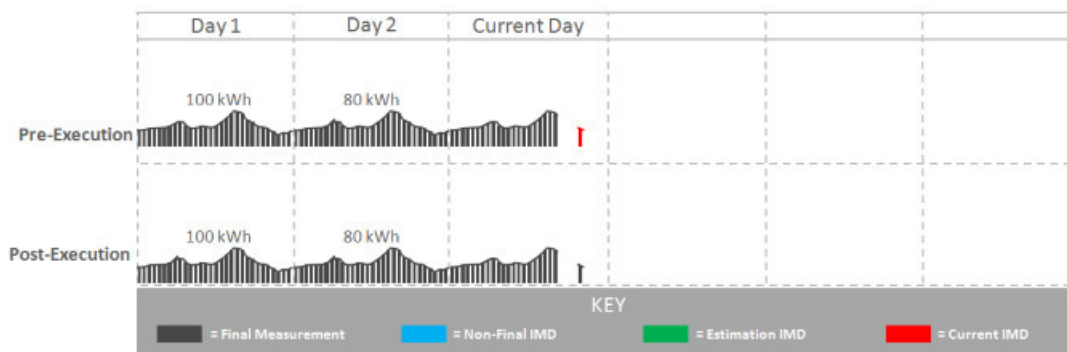 Day 1 Day 2 Current Day
100 kWh 80 kWh
Pre-Execution
100 kWh 80 kWh
Post-Execution
KEY
= Final Measurement = Non-Final IMD = Estimation IMD = Current IMD